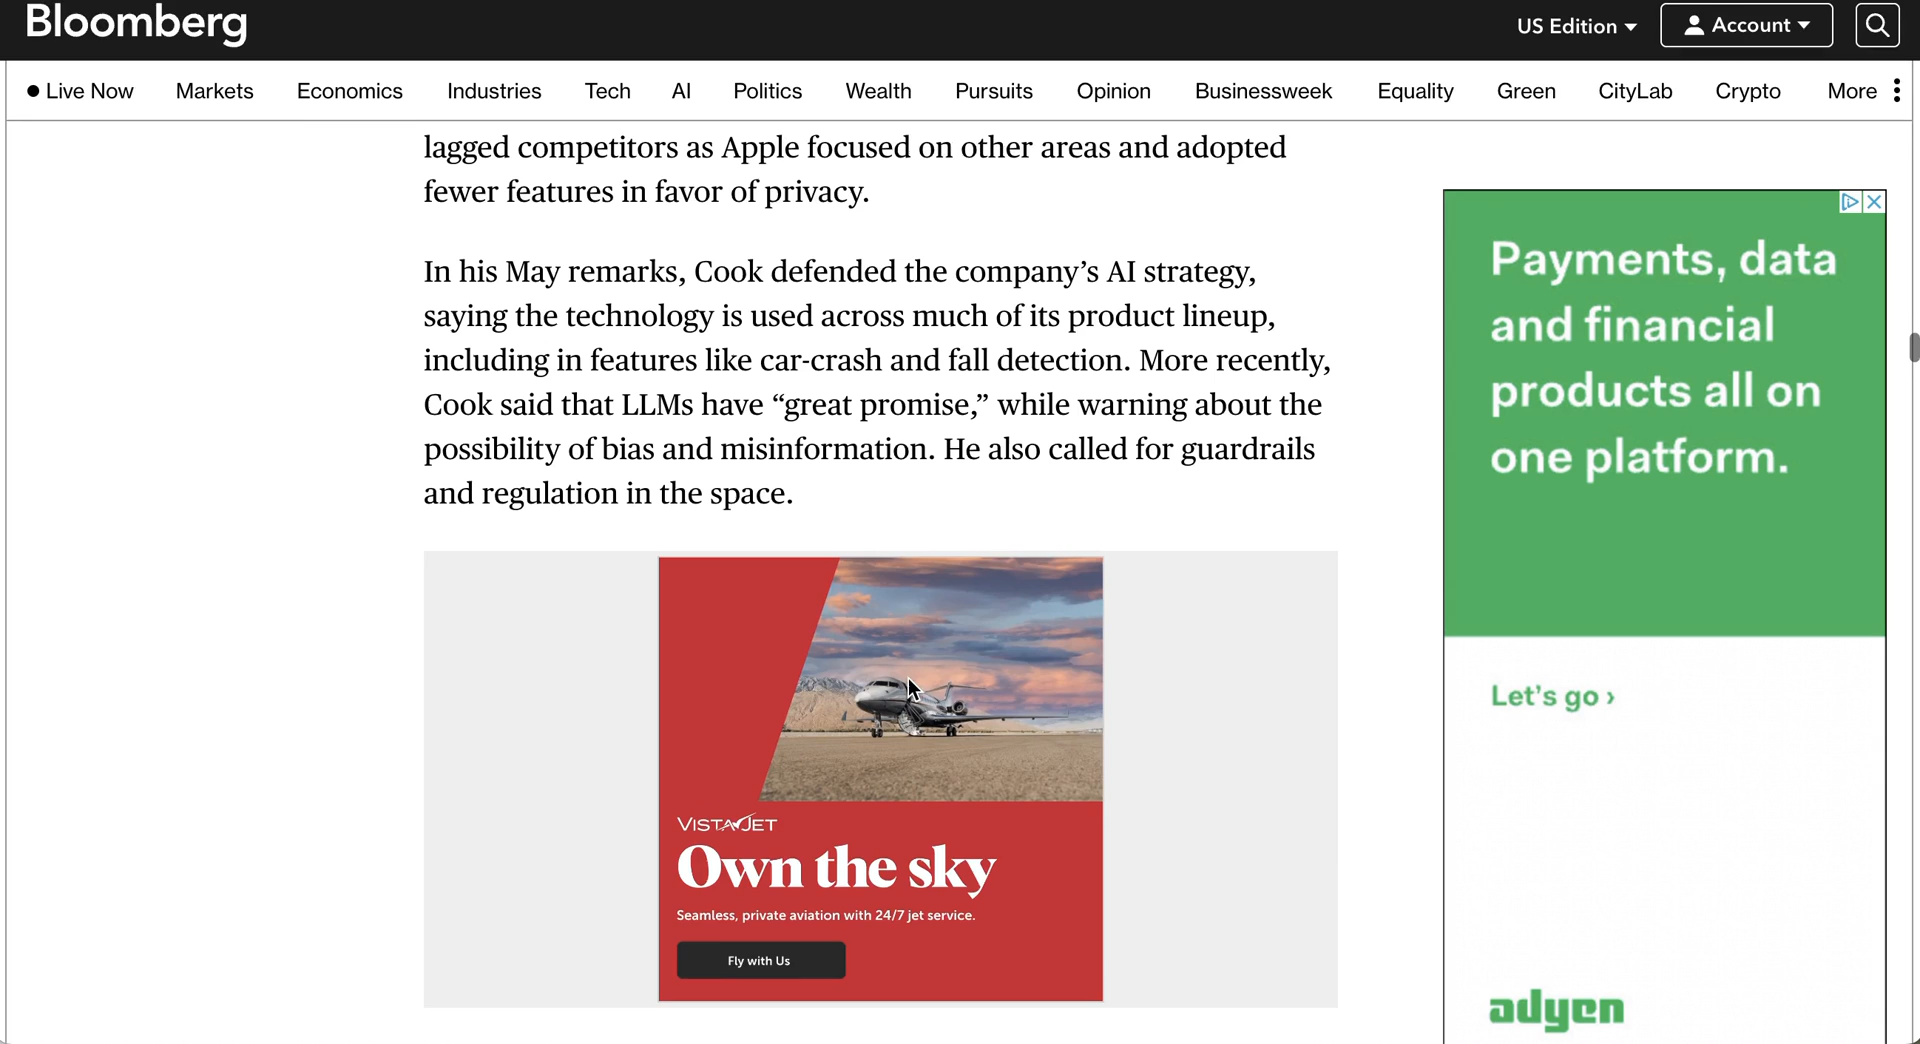 Bloomberg
US Edition
Account
Live Now
Markets
Economics
Industries
Tech
AI
Politics
Wealth
Pursuits
Opinion
Businessweek
Equality
Green
CityLab
Crypto
More
lagged competitors as Apple focused on other areas and adopted
fewer features in favor of privacy.
In his May remarks, Cook defended the company’s AI strategy,
saying the technology is used across much of its product lineup,
including in features like car-crash and fall detection. More recently,
Cook said that LLMs have “great promise,” while warning about the
possibility of bias and misinformation. He also called for guardrails
and regulation in the space.
VISTAJET
Own the sky
Seamless, private aviation with 24/7 jet service.
Fly with Us
Payments, data
and financial
products all on
one platform.
Let’s go ›
adyen